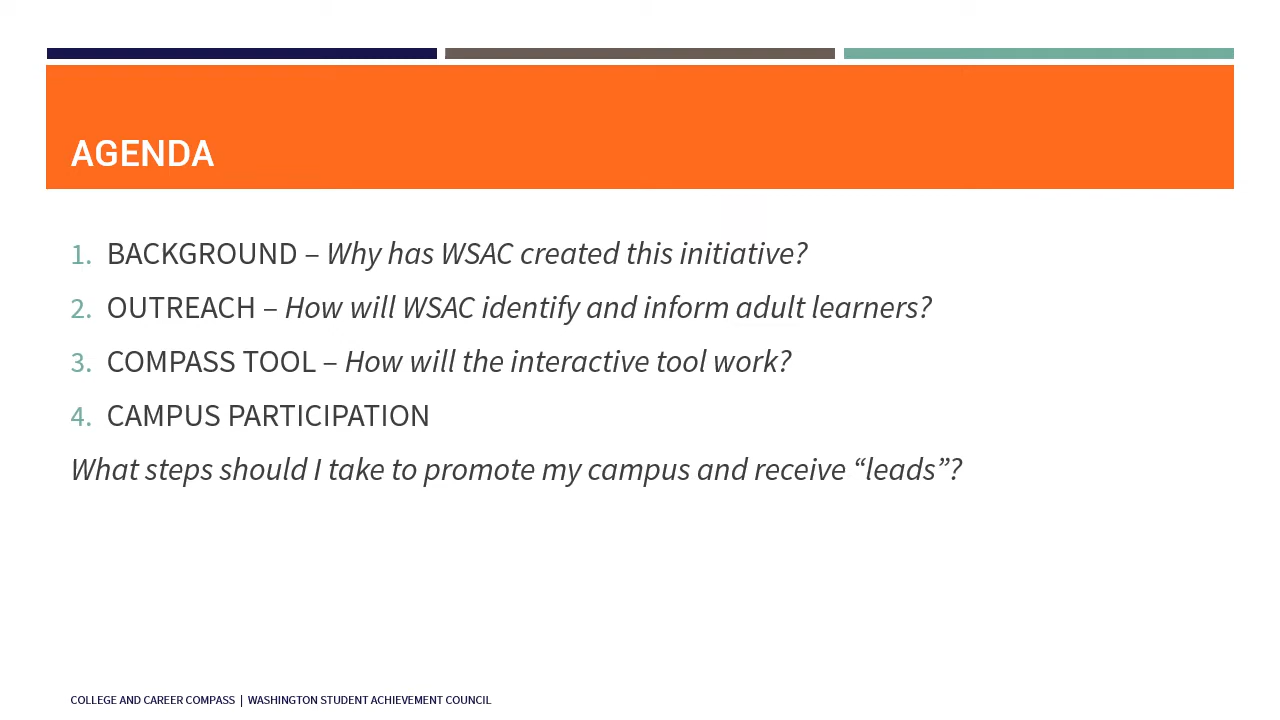 AGENDA
1. BACKGROUND – Why has WSAC created this initiative?
2. OUTREACH – How will WSAC identify and inform adult learners?
3. COMPASS TOOL – How will the interactive tool work?
4. CAMPUS PARTICIPATION
What steps should I take to promote my campus and receive “leads”?
COLLEGE AND CAREER COMPASS | WASHINGTON STUDENT ACHIEVEMENT COUNCIL